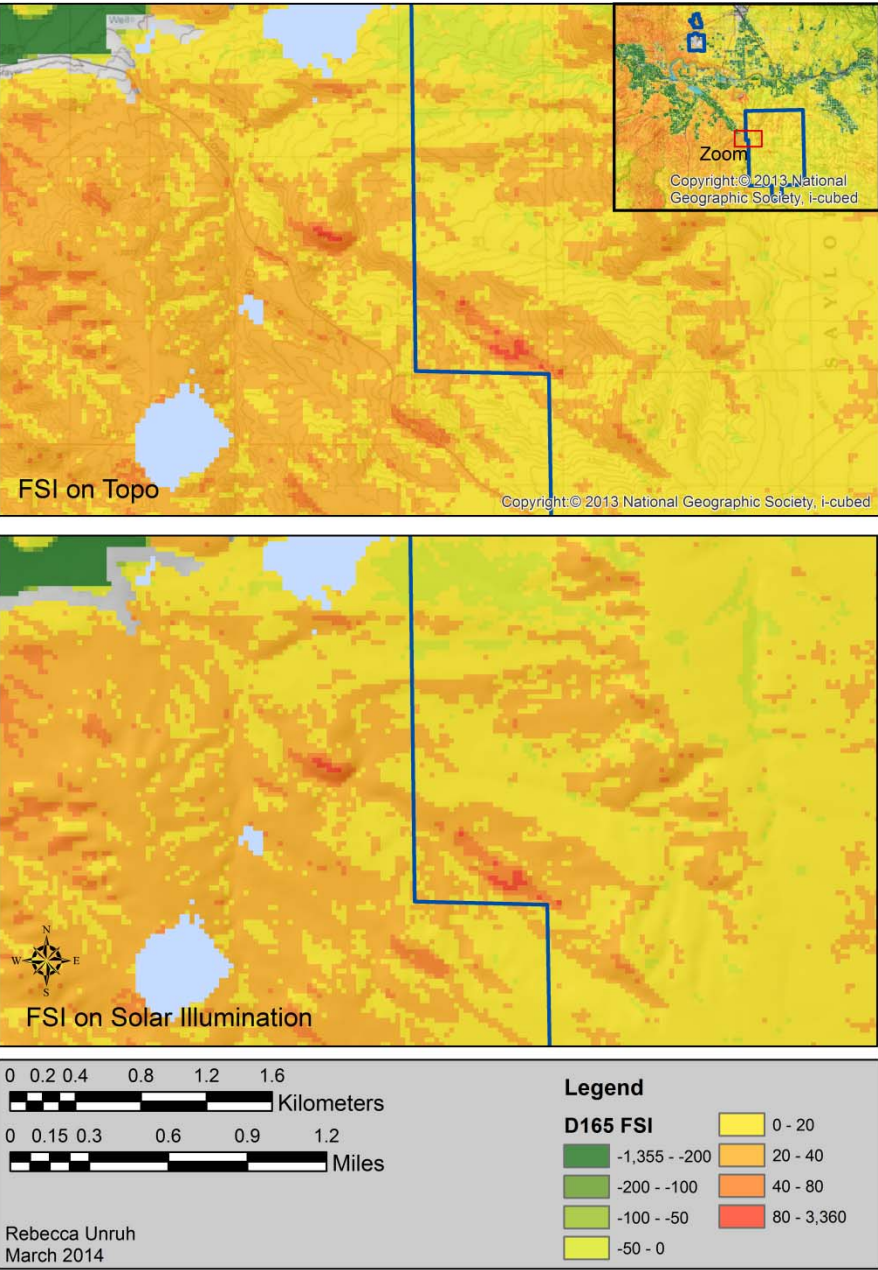 Wells
Zoom
Copyright:© 2013 National
Geographic Society, i-cubed
S A Y L O
FSI on Topo
Copyright:© 2013 National Geographic Society, i-cubed
N
W E
S
FSI on Solar Illumination
0 0.2 0.4 0.8 1.2 1.6
Kilometers
0 0.15 0.3 0.6 0.9 1.2
Miles
Rebecca Unruh
March 2014
Legend
D165 FSI
-1,355 - -200
-200 - -100
-100 - -50
-50 - 0
0 - 20
20 - 40
40 - 80
80 - 3,360